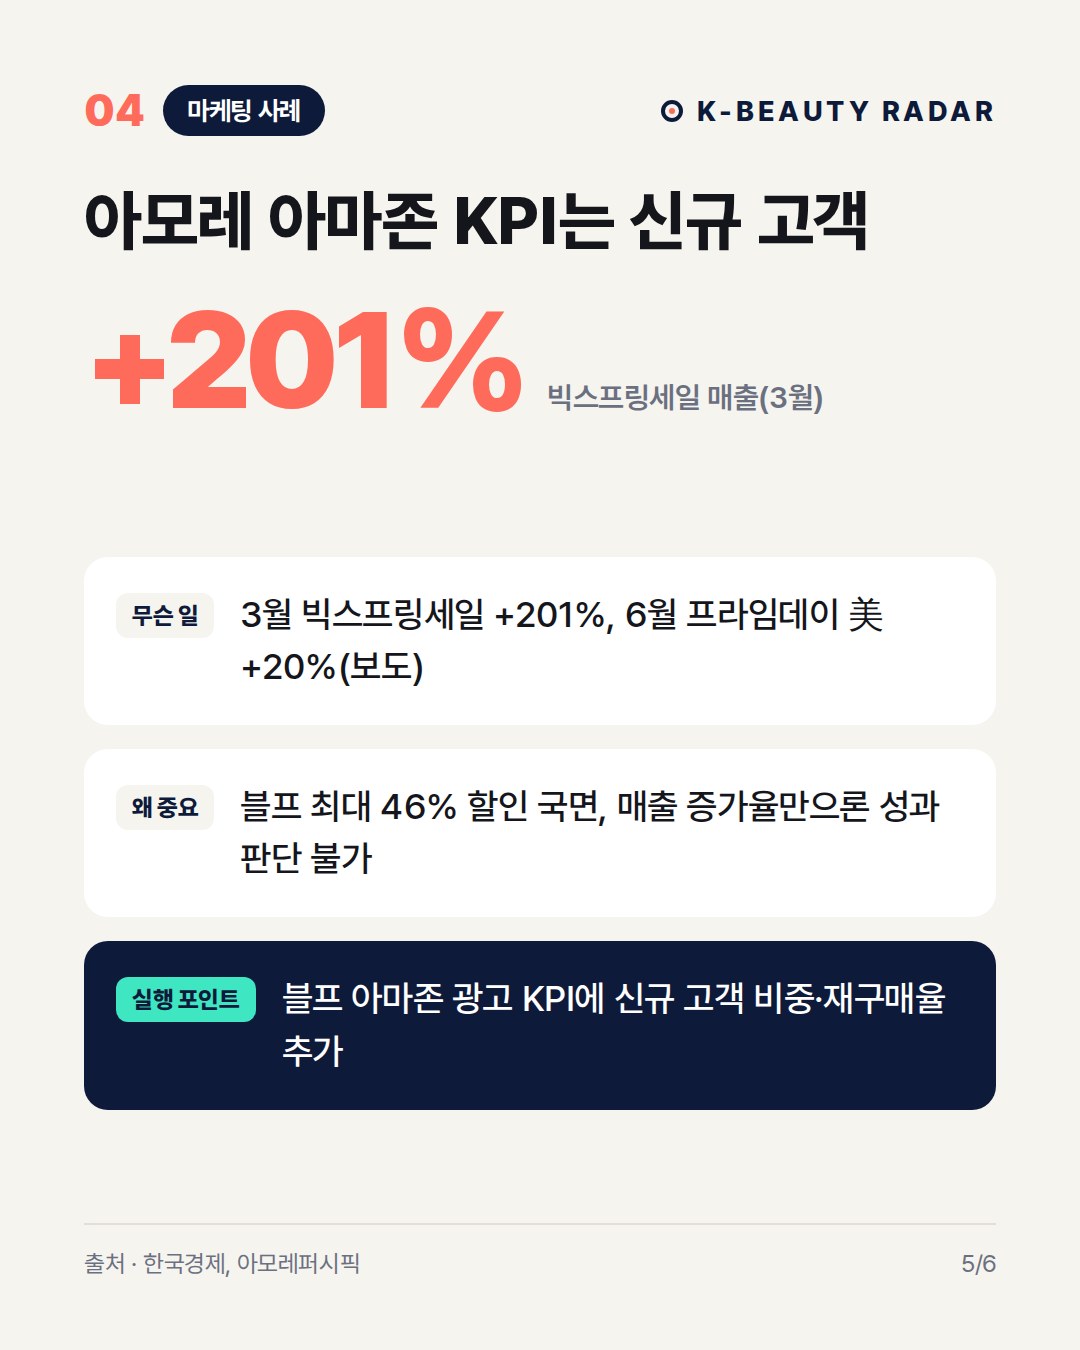 04 마케팅 사례
K-BEAUTY RADAR
아모레 아마존 KPI는 신규 고객
+201% 빅스프링세일 매출(3월)
무슨 일
3월 빅스프링세일 +201%, 6월 프라임데이 美
+20%(보도)
왜 중요
블프 최대 46% 할인 국면, 매출 증가율만으론 성과
판단 불가
실행 포인트
블프 아마존 광고 KPI에 신규 고객 비중·재구매율
추가
출처 · 한국경제, 아모레퍼시픽
5/6